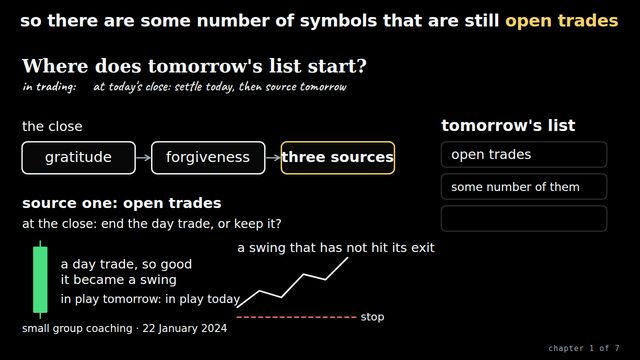 so there are some number of symbols that are still open trades
Where does tomorrow's list start?
in trading: at today's close: settle today, then source tomorrow
the close
gratitude
forgiveness
three sources
source one: open trades
at the close: end the day trade, or keep it?
a day trade, so good
it became a swing
in play tomorrow: in play today
a swing that has not hit its exit
stop
tomorrow's list
open trades
some number of them
small group coaching · 22 January 2024
chapter 1 of 7